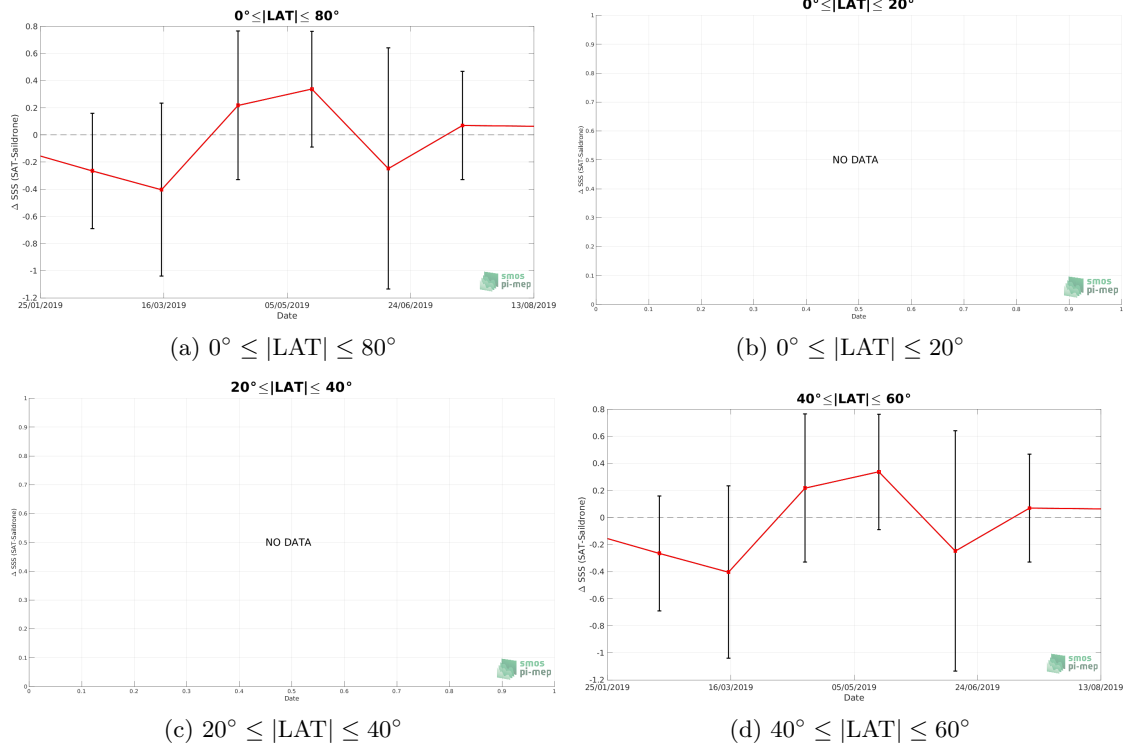 0°≤|LAT|≤ 80°
0.8
0.6
0.4
0.2
0
-0.2
-0.4
-0.6
-0.8
-1
-1.2
Δ SSS (SAT-Saildrone)
25/01/2019 16/03/2019 05/05/2019 24/06/2019 13/08/2019
Date
smos
pi-mep
(a) 0° ≤ |LAT| ≤ 80°
0°≤|LAT|≤ 20°
1
0.9
0.8
0.7
0.6
0.5
0.4
0.3
0.2
0.1
0
Δ SSS (SAT-Saildrone)
NO DATA
0 0.1 0.2 0.3 0.4 0.5 0.6 0.7 0.8 0.9 1
Date
smos
pi-mep
(b) 0° ≤ |LAT| ≤ 20°
20°≤|LAT|≤ 40°
1
0.9
0.8
0.7
0.6
0.5
0.4
0.3
0.2
0.1
0
Δ SSS (SAT-Saildrone)
NO DATA
0 0.1 0.2 0.3 0.4 0.5 0.6 0.7 0.8 0.9 1
Date
smos
pi-mep
(c) 20° ≤ |LAT| ≤ 40°
40°≤|LAT|≤ 60°
0.8
0.6
0.4
0.2
0
-0.2
-0.4
-0.6
-0.8
-1
-1.2
Δ SSS (SAT-Saildrone)
25/01/2019 16/03/2019 05/05/2019 24/06/2019 13/08/2019
Date
smos
pi-mep
(d) 40° ≤ |LAT| ≤ 60°